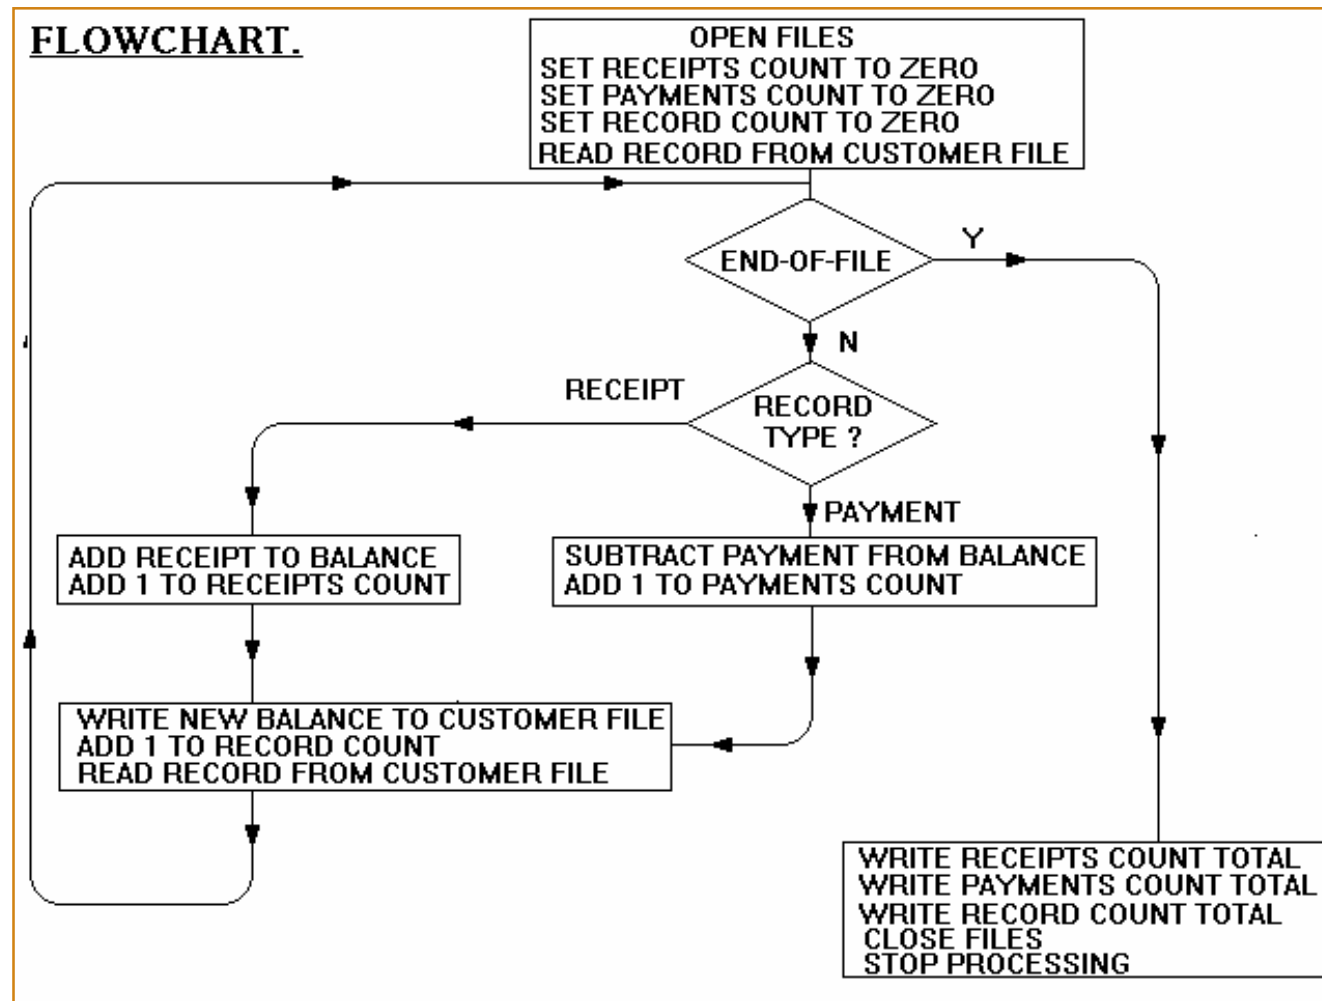 FLOWCHART.
OPEN FILES
SET RECEIPTS COUNT TO ZERO
SET PAYMENTS COUNT TO ZERO
SET RECORD COUNT TO ZERO
READ RECORD FROM CUSTOMER FILE
END-OF-FILE
Y
N
RECORD
TYPE ?
RECEIPT
PAYMENT
ADD RECEIPT TO BALANCE
ADD 1 TO RECEIPTS COUNT
SUBTRACT PAYMENT FROM BALANCE
ADD 1 TO PAYMENTS COUNT
WRITE NEW BALANCE TO CUSTOMER FILE
ADD 1 TO RECORD COUNT
READ RECORD FROM CUSTOMER FILE
WRITE RECEIPTS COUNT TOTAL
WRITE PAYMENTS COUNT TOTAL
WRITE RECORD COUNT TOTAL
CLOSE FILES
STOP PROCESSING